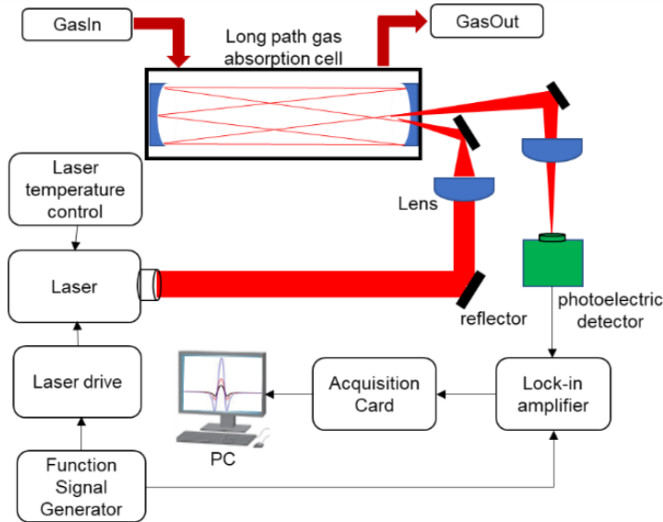 GasIn
GasOut
Long path gas
absorption cell
Laser
temperature
control
Lens
Laser
reflector
photoelectric
detector
Laser drive
Acquisition
Card
Lock-in
amplifier
PC
Function
Signal
Generator